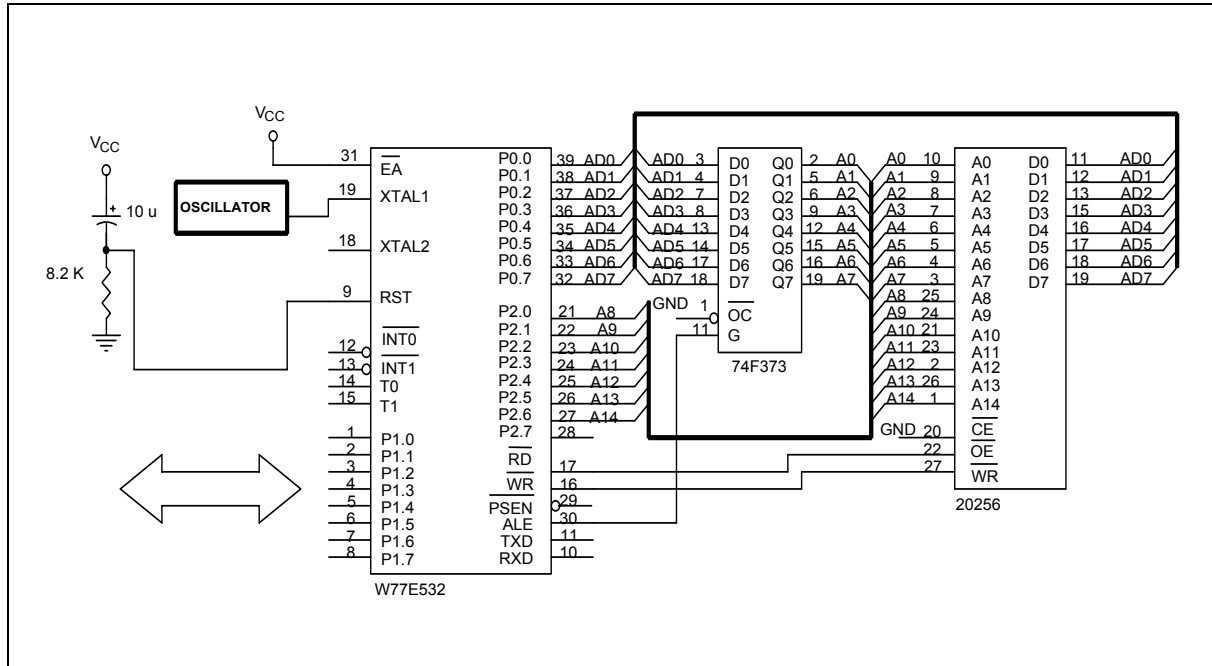 VCC
VCC
10 u
8.2 K
OSCILLATOR
31 EA
19 XTAL1
18 XTAL2
9 RST
12 INT0
13 INT1
14 T0
15 T1
1 P1.0
2 P1.1
3 P1.2
4 P1.3
5 P1.4
6 P1.5
7 P1.6
8 P1.7
P0.0 39 AD0
P0.1 38 AD1
P0.2 37 AD2
P0.3 36 AD3
P0.4 35 AD4
P0.5 34 AD5
P0.6 33 AD6
P0.7 32 AD7
P2.0 21 A8
P2.1 22 A9
P2.2 23 A10
P2.3 24 A11
P2.4 25 A12
P2.5 26 A13
P2.6 27 A14
P2.7 28
RD 17
WR 16
PSEN 29
ALE 30
TXD 11
RXD 10
W77E532
AD0 3 D0 Q0 2 A0
AD1 4 D1 Q1 5 A1
AD2 7 D2 Q2 6 A2
AD3 8 D3 Q3 9 A3
AD4 13 D4 Q4 12 A4
AD5 14 D5 Q5 15 A5
AD6 17 D6 Q6 16 A6
AD7 18 D7 Q7 19 A7
GND 1 OC
11 G
74F373
A0 10 A0 D0 11 AD0
A1 9 A1 D1 12 AD1
A2 8 A2 D2 13 AD2
A3 7 A3 D3 15 AD3
A4 6 A4 D4 16 AD4
A5 5 A5 D5 17 AD5
A6 4 A6 D6 18 AD6
A7 3 A7 D7 19 AD7
A8 25 A8
A9 24 A9
A10 21 A10
A11 23 A11
A12 2 A12
A13 26 A13
A14 1 A14
GND 20 CE
22 OE
27 WR
20256